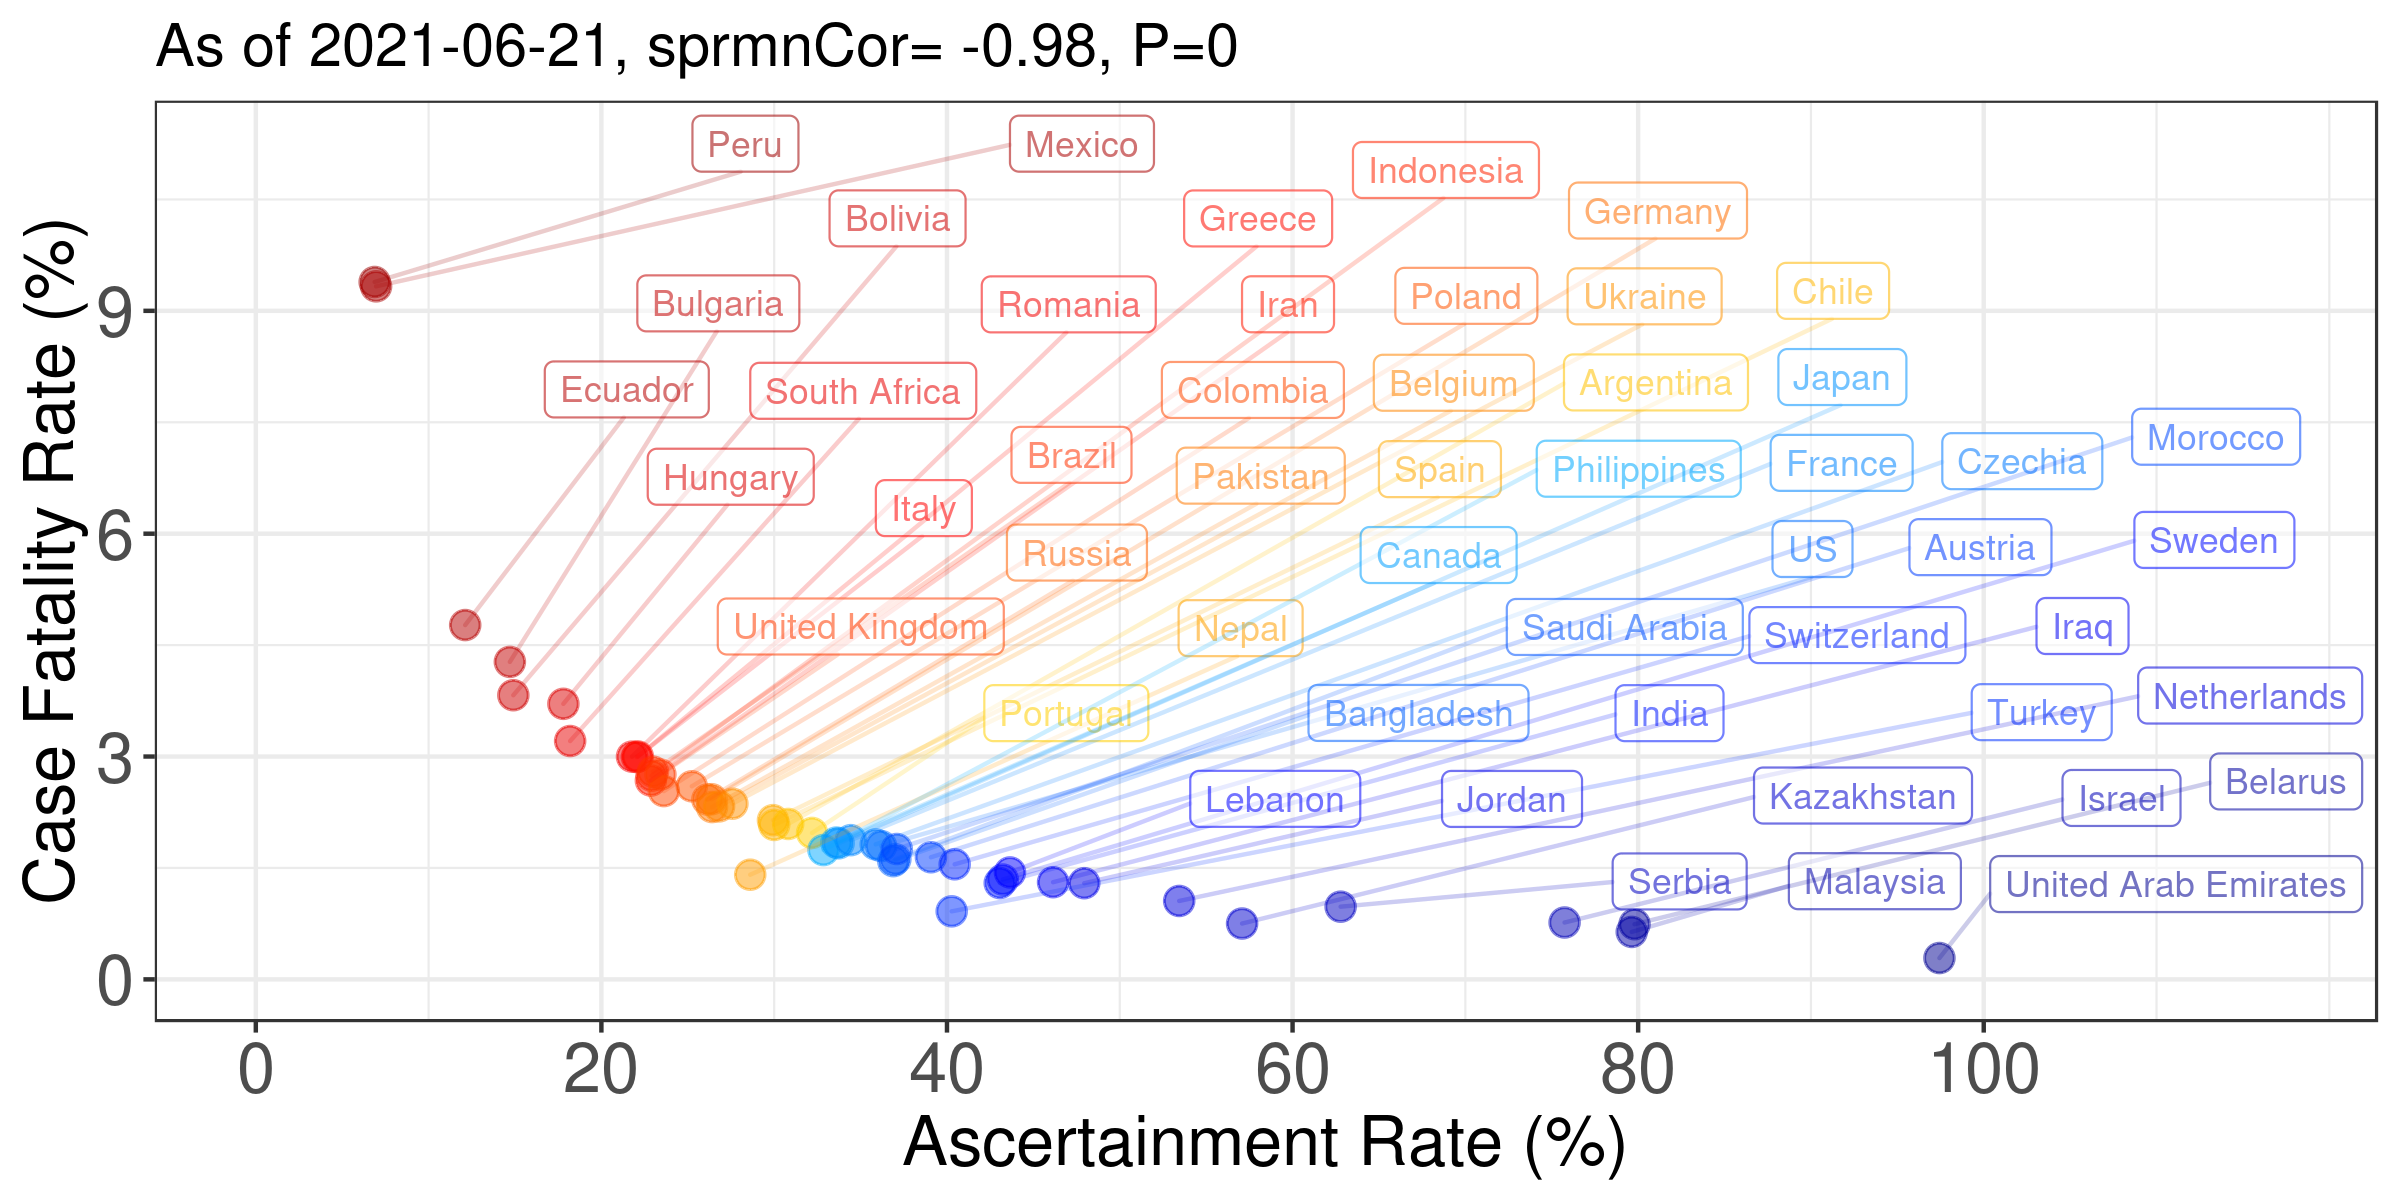 As of 2021-06-21, sprmnCor= -0.98, P=0
Case Fatality Rate (%)
9
6
3
0
Peru
Mexico
Indonesia
Bolivia
Greece
Germany
Bulgaria
Romania
Iran
Poland
Ukraine
Chile
Ecuador
South Africa
Colombia
Belgium
Argentina
Japan
Hungary
Brazil
Pakistan
Spain
Philippines
France
Czechia
Morocco
Italy
Russia
Canada
US
Austria
Sweden
United Kingdom
Nepal
Saudi Arabia
Switzerland
Iraq
Portugal
Bangladesh
India
Turkey
Netherlands
Lebanon
Jordan
Kazakhstan
Israel
Belarus
Serbia
Malaysia
United Arab Emirates
0
20
40
60
80
100
Ascertainment Rate (%)